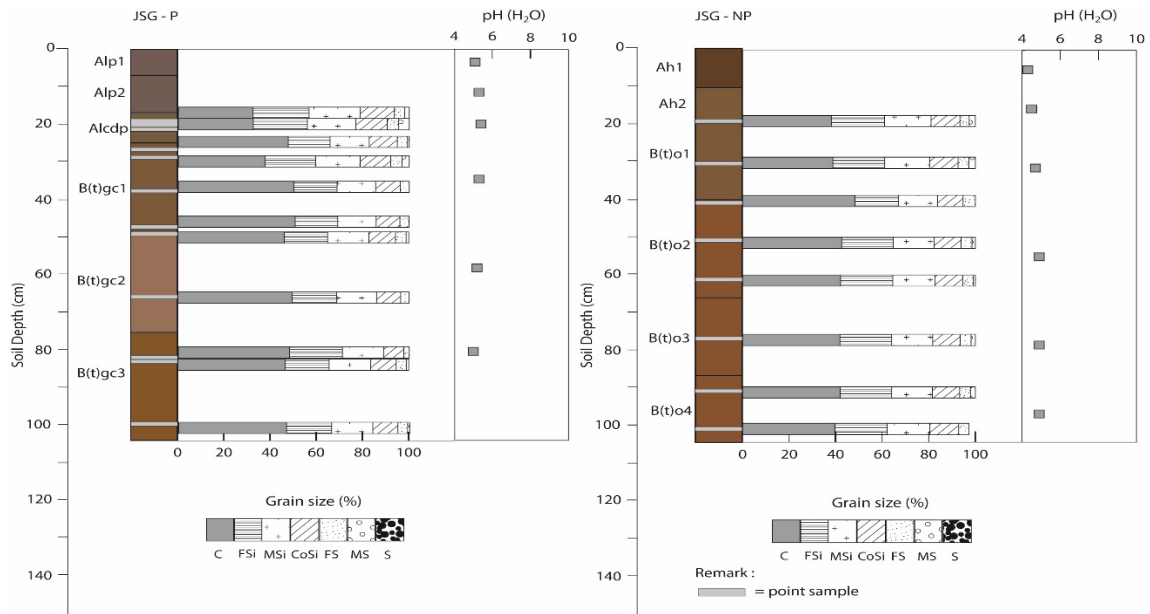 JSG - P
pH (H₂O)
4 6 8 10
0
20
40
60
80
100
120
140
Soil Depth (cm)
Alp1
Alp2
Alcdp
B(t)gc1
B(t)gc2
B(t)gc3
0 20 40 60 80 100
Grain size (%)
C FSi MSi CoSi FS MS S
JSG - NP
pH (H₂O)
4 6 8 10
0
20
40
60
80
100
120
140
Soil Depth (cm)
Ah1
Ah2
B(t)o1
B(t)o2
B(t)o3
B(t)o4
0 20 40 60 80 100
Grain size (%)
C FSi MSi CoSi FS MS S
Remark :
= point sample